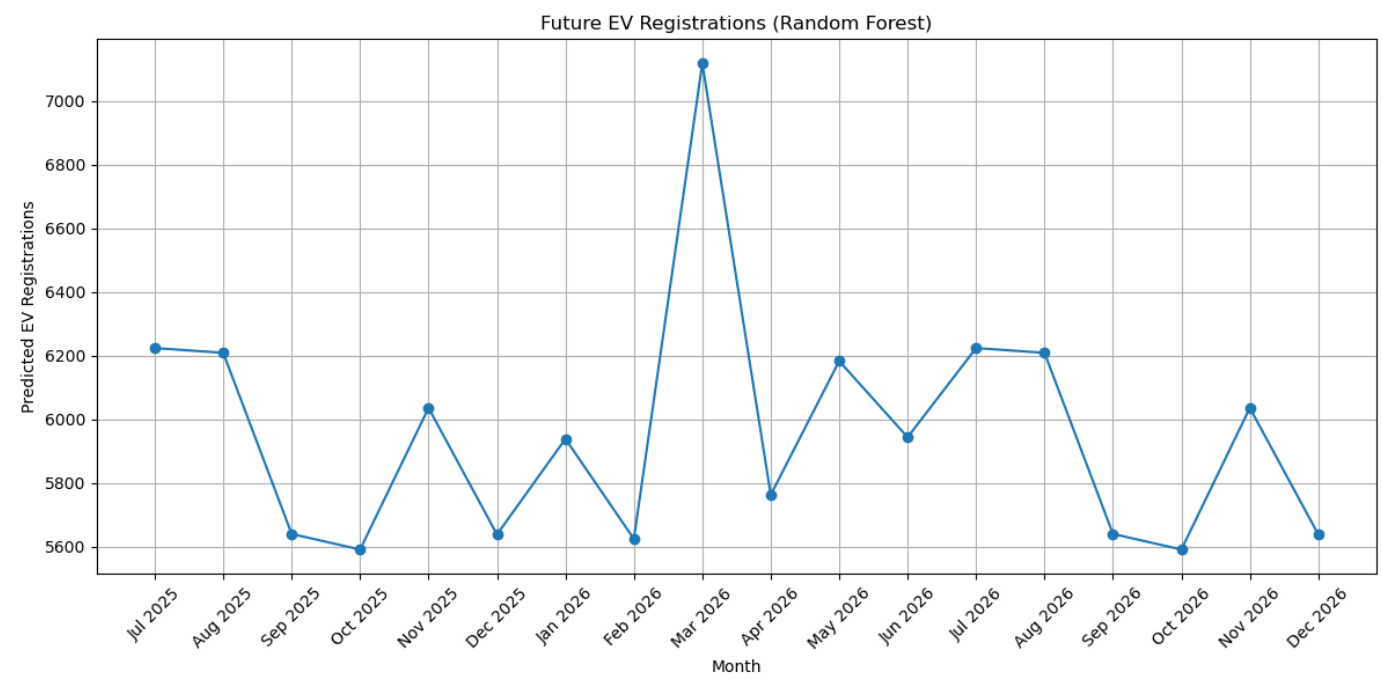 Future EV Registrations (Random Forest)
Predicted EV Registrations
7000
6800
6600
6400
6200
6000
5800
5600
Jul 2025
Aug 2025
Sep 2025
Oct 2025
Nov 2025
Dec 2025
Jan 2026
Feb 2026
Mar 2026
Apr 2026
May 2026
Jun 2026
Jul 2026
Aug 2026
Sep 2026
Oct 2026
Nov 2026
Dec 2026
Month